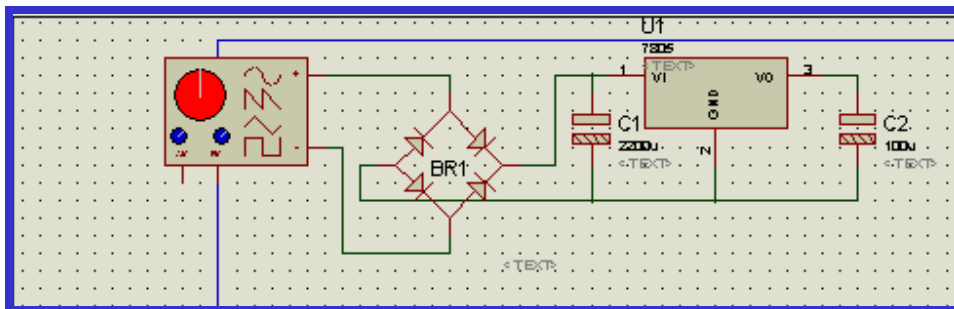 U1
7805
<TEXT>
1
VI
VO
3
GND
2
+
-
C1
2200u
<TEXT>
C2
100u
<TEXT>
BR1
<TEXT>